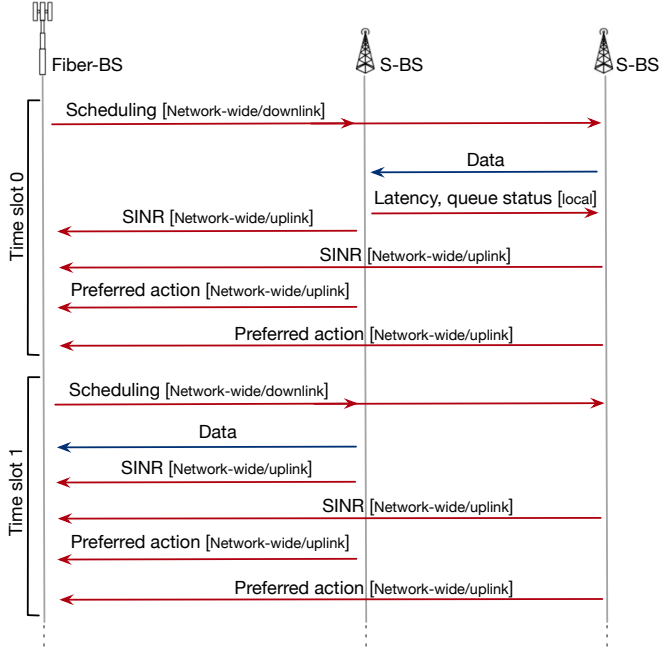 Fiber-BS
S-BS
S-BS
Time slot 0
Scheduling [Network-wide/downlink]
Data
Latency, queue status [local]
SINR [Network-wide/uplink]
SINR [Network-wide/uplink]
Preferred action [Network-wide/uplink]
Preferred action [Network-wide/uplink]
Time slot 1
Scheduling [Network-wide/downlink]
Data
SINR [Network-wide/uplink]
SINR [Network-wide/uplink]
Preferred action [Network-wide/uplink]
Preferred action [Network-wide/uplink]